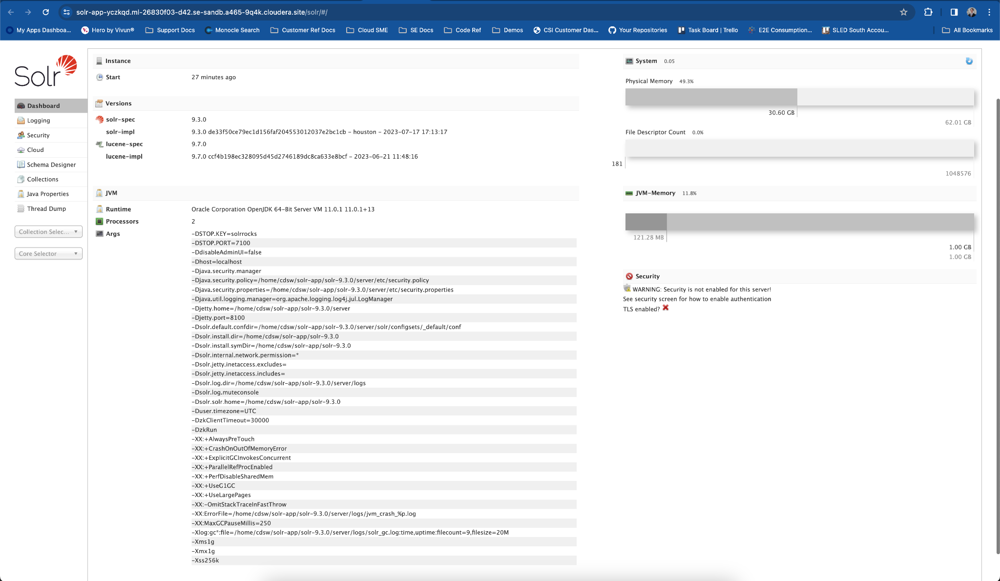 solr-app-yczkqd.ml-26830f03-d42.se-sandb.a465-9q4k.cloudera.site/solr/#/
My Apps Dashboa... Hero by Vivun® Support Docs Monocle Search Customer Ref Docs Cloud SME SE Docs Code Ref Demos CSI Customer Das... Your Repositories Task Board | Trello E2E Consumption... SLED South Accou... All Bookmarks
Solr
Dashboard
Logging
Security
Cloud
Schema Designer
Collections
Java Properties
Thread Dump
Collection Selec...
Core Selector
Instance
Start 27 minutes ago
Versions
solr-spec 9.3.0
solr-impl 9.3.0 de33f50ce79ec1d156faf204553012037e2bc1cb - houston - 2023-07-17 17:13:17
lucene-spec 9.7.0
lucene-impl 9.7.0 ccf4b198ec328095d45d2746189dc8ca633e8bcf - 2023-06-21 11:48:16
JVM
Runtime Oracle Corporation OpenJDK 64-Bit Server VM 11.0.1 11.0.1+13
Processors 2
Args -DSTOP.KEY=solrrocks
-DSTOP.PORT=7100
-DdisableAdminUI=false
-Dhost=localhost
-Djava.security.manager
-Djava.security.policy=/home/cdsw/solr-app/solr-9.3.0/server/etc/security.policy
-Djava.security.properties=/home/cdsw/solr-app/solr-9.3.0/server/etc/security.properties
-Djava.util.logging.manager=org.apache.logging.log4j.jul.LogManager
-Djetty.home=/home/cdsw/solr-app/solr-9.3.0/server
-Djetty.port=8100
-Dsolr.default.confdir=/home/cdsw/solr-app/solr-9.3.0/server/solr/configsets/_default/conf
-Dsolr.install.dir=/home/cdsw/solr-app/solr-9.3.0
-Dsolr.install.symDir=/home/cdsw/solr-app/solr-9.3.0
-Dsolr.internal.network.permission=*
-Dsolr.jetty.inetaccess.excludes=
-Dsolr.jetty.inetaccess.includes=
-Dsolr.log.dir=/home/cdsw/solr-app/solr-9.3.0/server/logs
-Dsolr.log.muteconsole
-Dsolr.solr.home=/home/cdsw/solr-app/solr-9.3.0
-Duser.timezone=UTC
-DzkClientTimeout=30000
-DzkRun
-XX:+AlwaysPreTouch
-XX:+CrashOnOutOfMemoryError
-XX:+ExplicitGCInvokesConcurrent
-XX:+ParallelRefProcEnabled
-XX:+PerfDisableSharedMem
-XX:+UseG1GC
-XX:+UseLargePages
-XX:-OmitStackTraceInFastThrow
-XX:ErrorFile=/home/cdsw/solr-app/solr-9.3.0/server/logs/jvm_crash_%p.log
-XX:MaxGCPauseMillis=250
-Xlog:gc*:file=/home/cdsw/solr-app/solr-9.3.0/server/logs/solr_gc.log:time,uptime:filecount=9,filesize=20M
-Xms1g
-Xmx1g
-Xss256k
System 0.05
Physical Memory 49.3%
30.60 GB
62.01 GB
File Descriptor Count 0.0%
181
1048576
JVM-Memory 11.8%
121.28 MB
1.00 GB
1.00 GB
Security
WARNING: Security is not enabled for this server!
See security screen for how to enable authentication
TLS enabled?